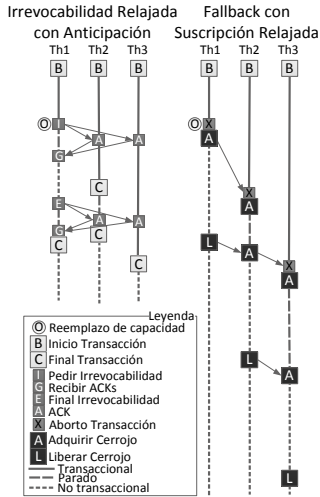 Irrevocabilidad Relajada
con Anticipación
Fallback con
Suscripción Relajada
Th1 Th2 Th3
Th1 Th2 Th3
B B B
B B B
O I
O X
A A
A
G
X
A
C
E
L A
A A
X
G
C
C
A
C
L
A
L
Leyenda
O Reemplazo de capacidad
B Inicio Transacción
C Final Transacción
I Pedir Irrevocabilidad
G Recibir ACKs
E Final Irrevocabilidad
A ACK
X Aborto Transacción
A Adquirir Cerrojo
L Liberar Cerrojo
Transaccional
Parado
No transaccional